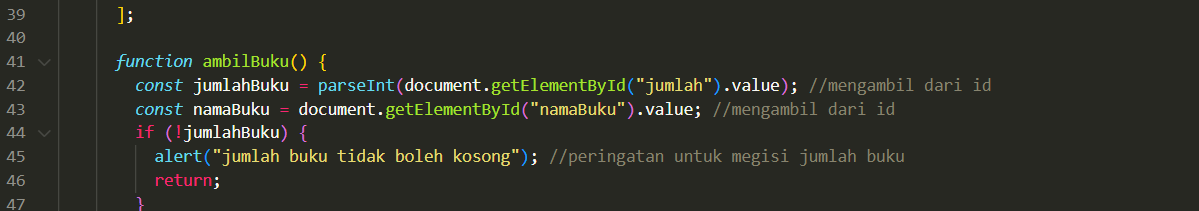 39 ];
40
41 function ambilBuku() {
42 const jumlahBuku = parseInt(document.getElementById("jumlah").value); //mengambil dari id
43 const namaBuku = document.getElementById("namaBuku").value; //mengambil dari id
44 if (!jumlahBuku) {
45 alert("jumlah buku tidak boleh kosong"); //peringatan untuk megisi jumlah buku
46 return;
47 }